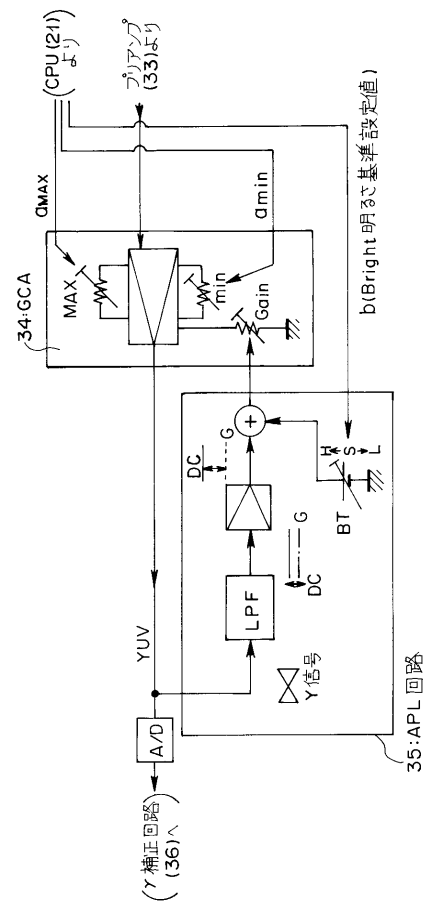 (CPU(21)
より)
プリアンプ
(33)より
aMAX
amin
b(Bright明るさ基準設定値)
34:GCA
MAX
min
Gain
YUV
A/D
(γ補正回路
(36)へ)
DC
G
+
LPF
DC
G
H
S
L
BT
Y信号
35:APL回路